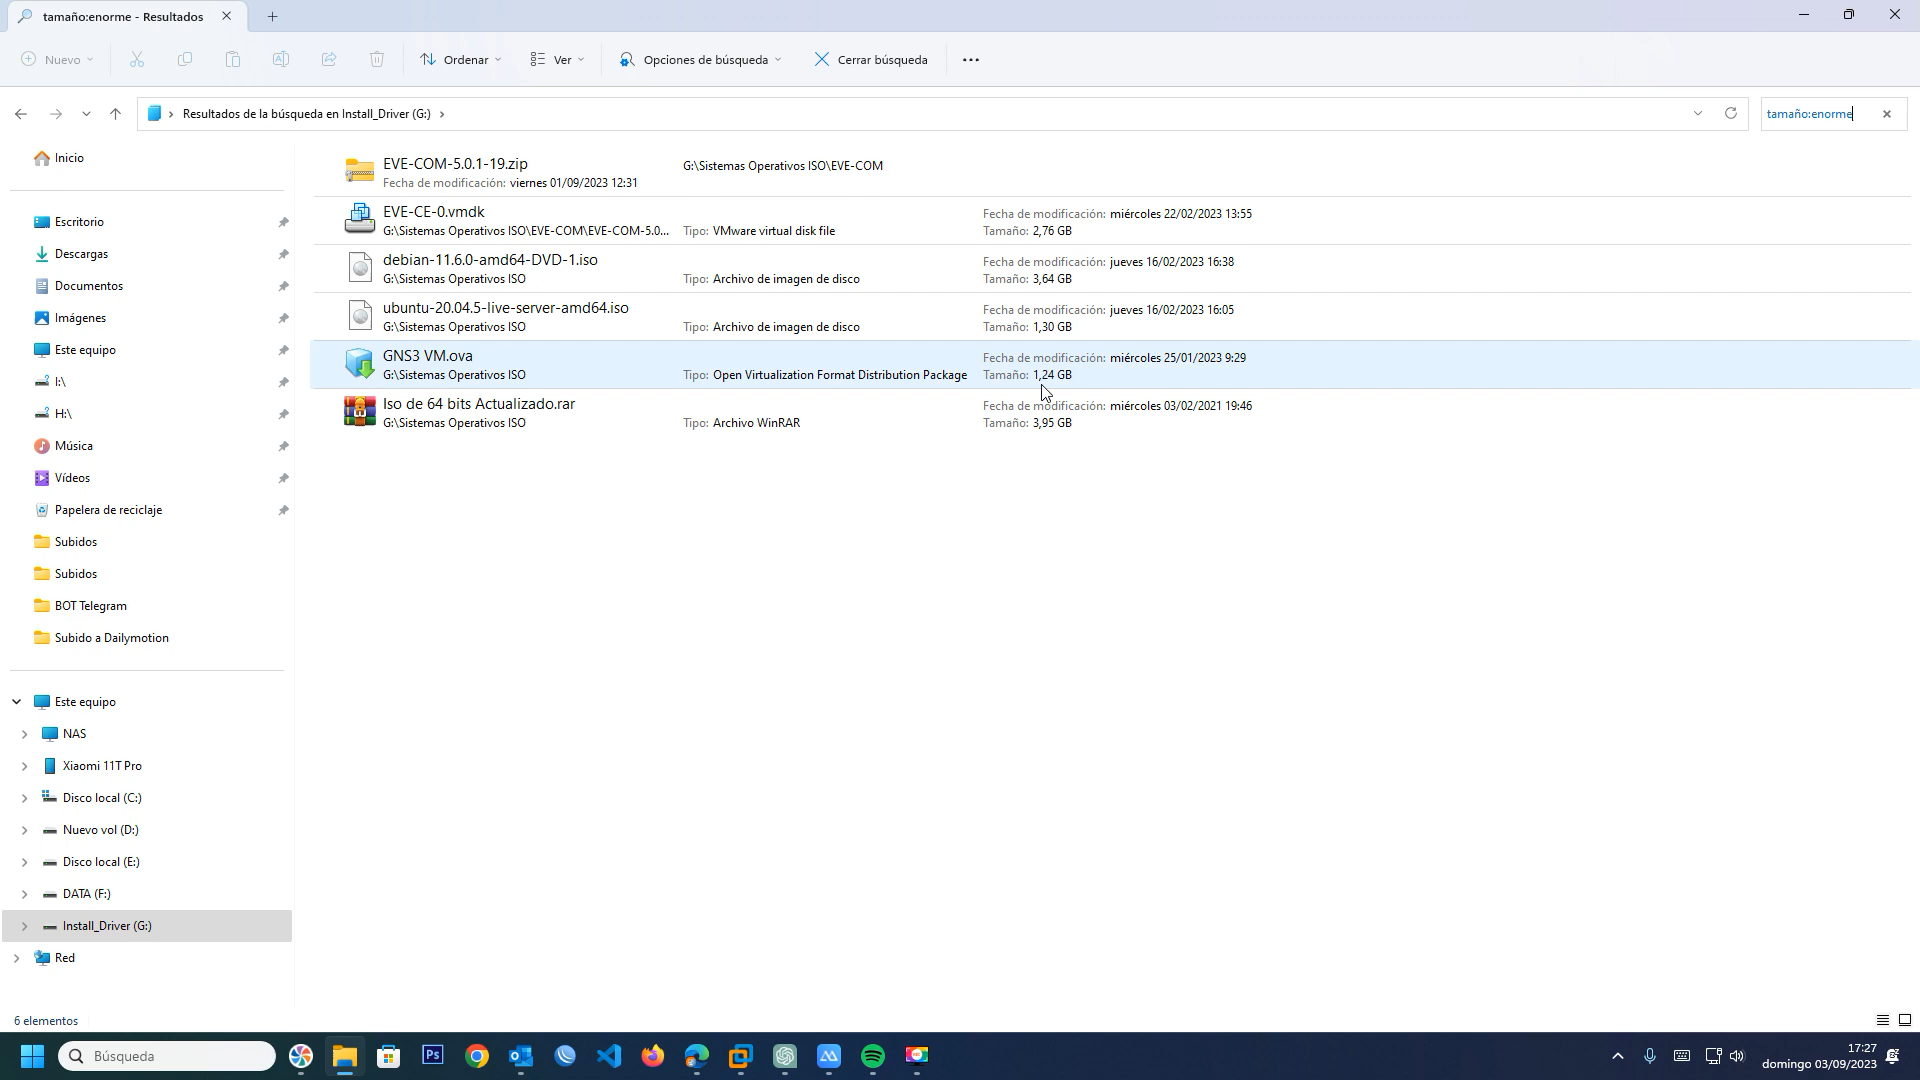 tamaño:enorme - Resultados
Nuevo
Ordenar
Ver
Opciones de búsqueda
Cerrar búsqueda
Resultados de la búsqueda en Install_Driver (G:)
tamaño:enorme
Inicio
Escritorio
Descargas
Documentos
Imágenes
Este equipo
I:\
H:\
Música
Vídeos
Papelera de reciclaje
Subidos
Subidos
BOT Telegram
Subido a Dailymotion
Este equipo
NAS
Xiaomi 11T Pro
Disco local (C:)
Nuevo vol (D:)
Disco local (E:)
DATA (F:)
Install_Driver (G:)
Red
EVE-COM-5.0.1-19.zip
G:\Sistemas Operativos ISO\EVE-COM
Fecha de modificación: viernes 01/09/2023 12:31
EVE-CE-0.vmdk
Fecha de modificación: miércoles 22/02/2023 13:55
G:\Sistemas Operativos ISO\EVE-COM\EVE-COM-5.0... Tipo: VMware virtual disk file Tamaño: 2,76 GB
debian-11.6.0-amd64-DVD-1.iso
Fecha de modificación: jueves 16/02/2023 16:38
G:\Sistemas Operativos ISO Tipo: Archivo de imagen de disco Tamaño: 3,64 GB
ubuntu-20.04.5-live-server-amd64.iso
Fecha de modificación: jueves 16/02/2023 16:05
G:\Sistemas Operativos ISO Tipo: Archivo de imagen de disco Tamaño: 1,30 GB
GNS3 VM.ova
Fecha de modificación: miércoles 25/01/2023 9:29
G:\Sistemas Operativos ISO Tipo: Open Virtualization Format Distribution Package Tamaño: 1,24 GB
Iso de 64 bits Actualizado.rar
Fecha de modificación: miércoles 03/02/2021 19:46
G:\Sistemas Operativos ISO Tipo: Archivo WinRAR Tamaño: 3,95 GB
6 elementos
Búsqueda
Ps
17:27
domingo 03/09/2023